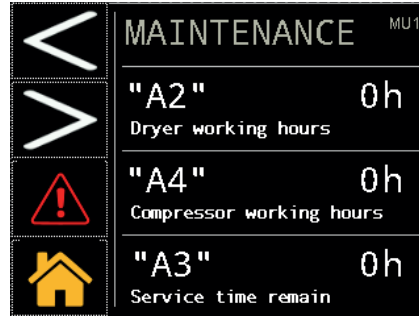 MAINTENANCE MU1
"A2" 0h
Dryer working hours
"A4" 0h
Compressor working hours
"A3" 0h
Service time remain